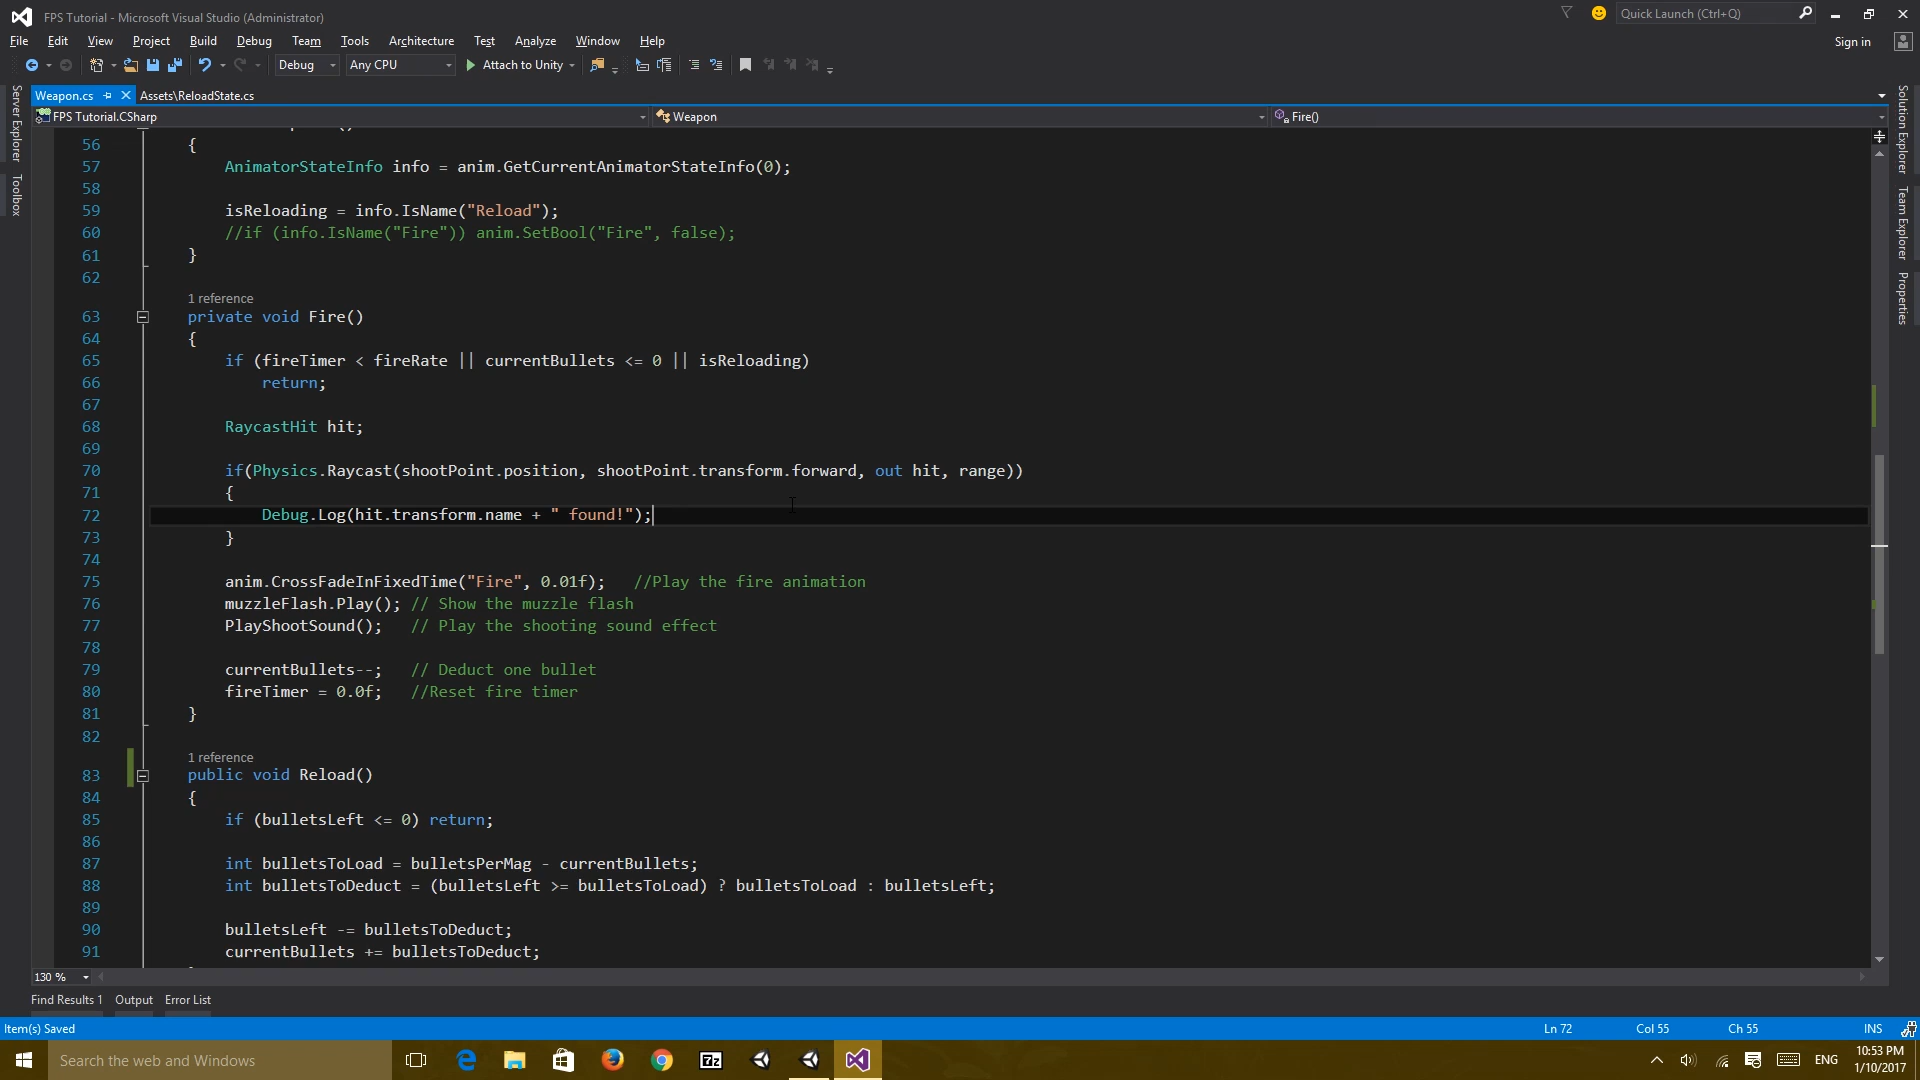 FPS Tutorial - Microsoft Visual Studio (Administrator)
Quick Launch (Ctrl+Q)
File Edit View Project Build Debug Team Tools Architecture Test Analyze Window Help
Sign in
Debug Any CPU Attach to Unity
Weapon.cs Assets\ReloadState.cs
FPS Tutorial.CSharp Weapon Fire()
Server Explorer
Toolbox
Solution Explorer
Team Explorer
Properties
56 {
57 AnimatorStateInfo info = anim.GetCurrentAnimatorStateInfo(0);
58
59 isReloading = info.IsName("Reload");
60 //if (info.IsName("Fire")) anim.SetBool("Fire", false);
61 }
62
1 reference
63 private void Fire()
64 {
65 if (fireTimer < fireRate || currentBullets <= 0 || isReloading)
66 return;
67
68 RaycastHit hit;
69
70 if(Physics.Raycast(shootPoint.position, shootPoint.transform.forward, out hit, range))
71 {
72 Debug.Log(hit.transform.name + " found!");
73 }
74
75 anim.CrossFadeInFixedTime("Fire", 0.01f); //Play the fire animation
76 muzzleFlash.Play(); // Show the muzzle flash
77 PlayShootSound(); // Play the shooting sound effect
78
79 currentBullets--; // Deduct one bullet
80 fireTimer = 0.0f; //Reset fire timer
81 }
82
1 reference
83 public void Reload()
84 {
85 if (bulletsLeft <= 0) return;
86
87 int bulletsToLoad = bulletsPerMag - currentBullets;
88 int bulletsToDeduct = (bulletsLeft >= bulletsToLoad) ? bulletsToLoad : bulletsLeft;
89
90 bulletsLeft -= bulletsToDeduct;
91 currentBullets += bulletsToDeduct;
130 %
Find Results 1 Output Error List
Item(s) Saved Ln 72 Col 55 Ch 55 INS
Search the web and Windows
7z
ENG
10:53 PM
1/10/2017